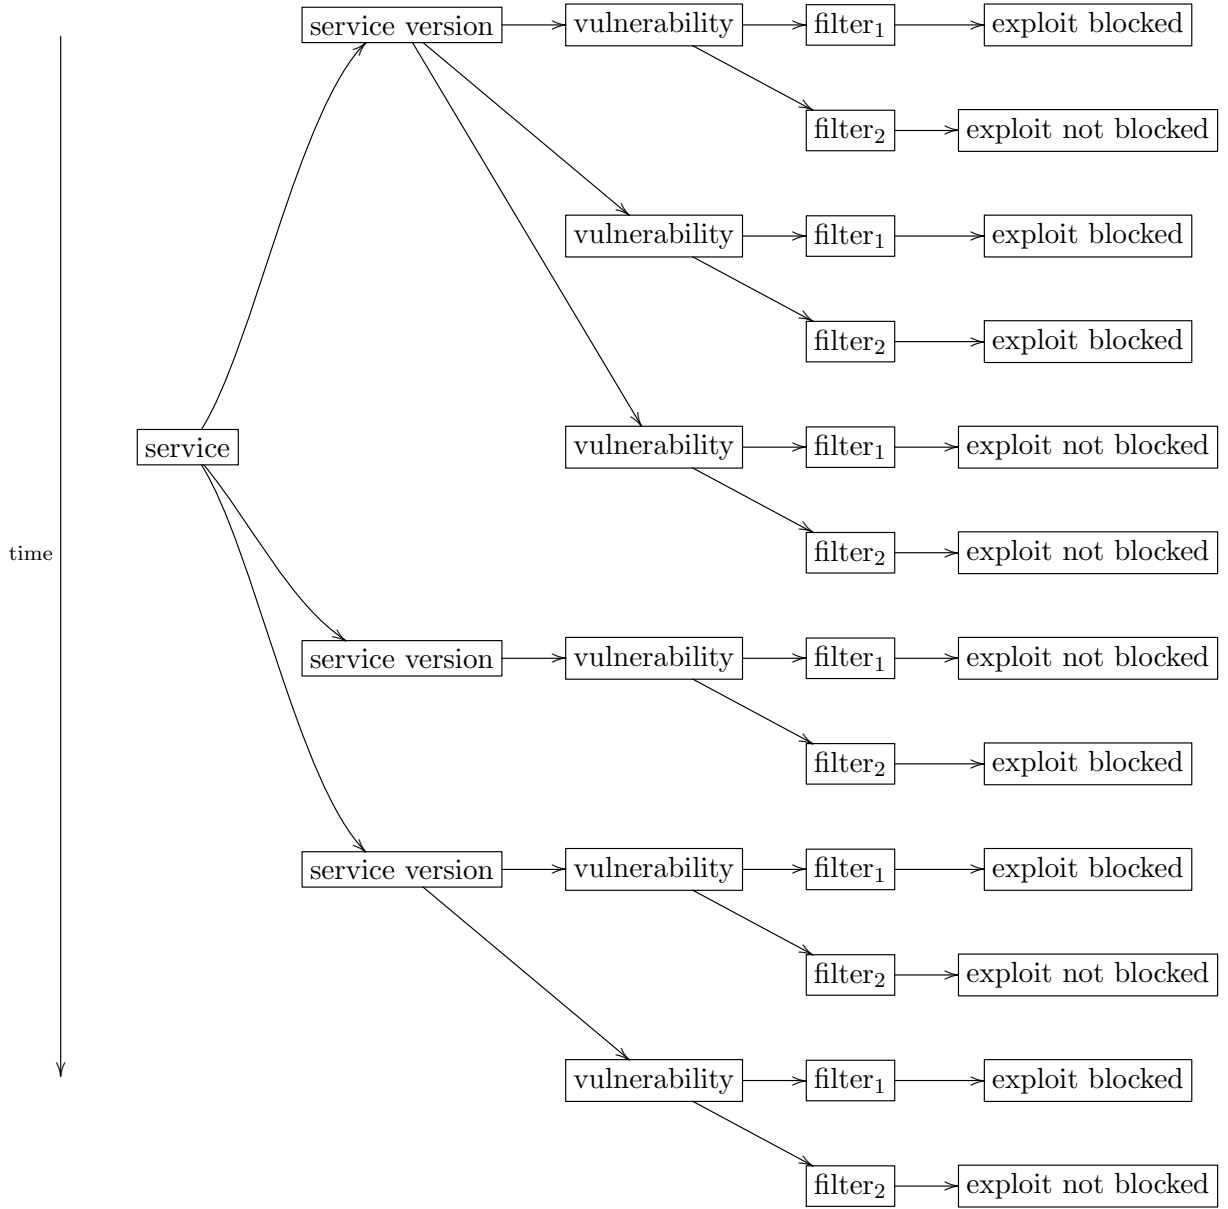 service version vulnerability filter₁ exploit blocked
filter₂ exploit not blocked
vulnerability filter₁ exploit blocked
filter₂ exploit blocked
service vulnerability filter₁ exploit not blocked
time filter₂ exploit not blocked
service version vulnerability filter₁ exploit not blocked
filter₂ exploit blocked
service version vulnerability filter₁ exploit blocked
filter₂ exploit not blocked
vulnerability filter₁ exploit blocked
filter₂ exploit not blocked